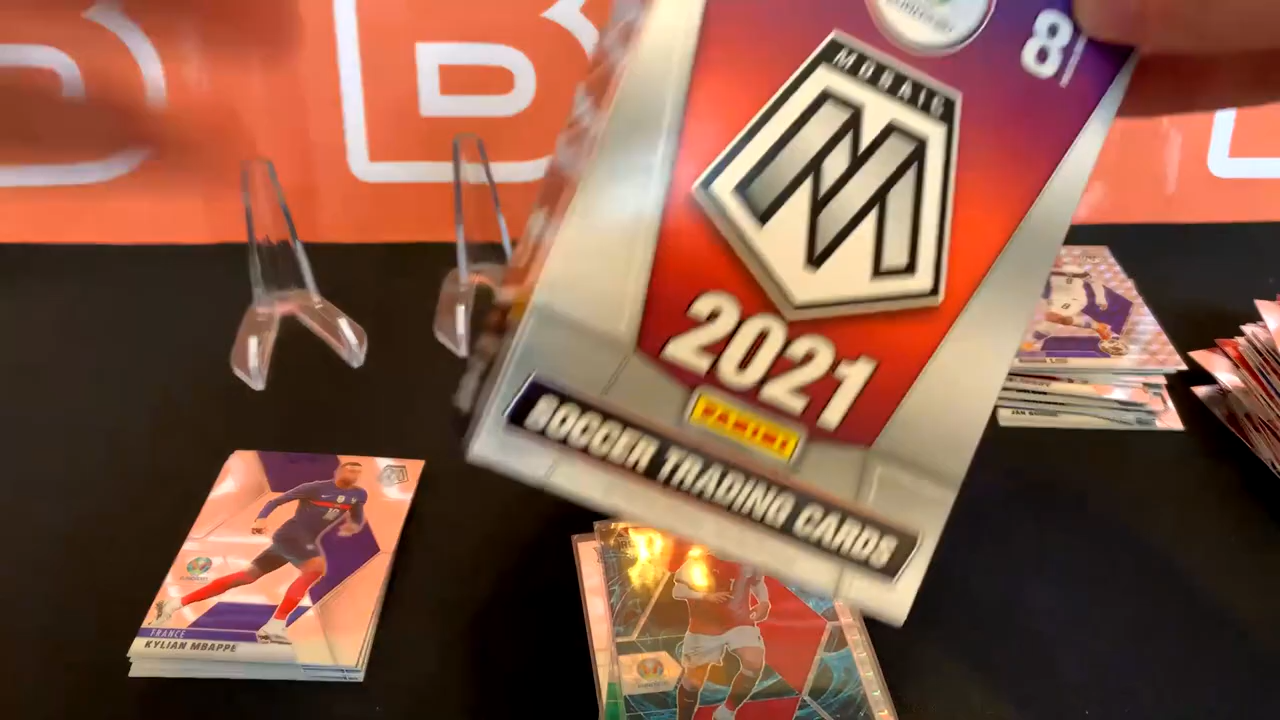 B
8
MOSAIC
M
2021
PANINI
SOCCER TRADING CARDS
FRANCE
KYLIAN MBAPPE